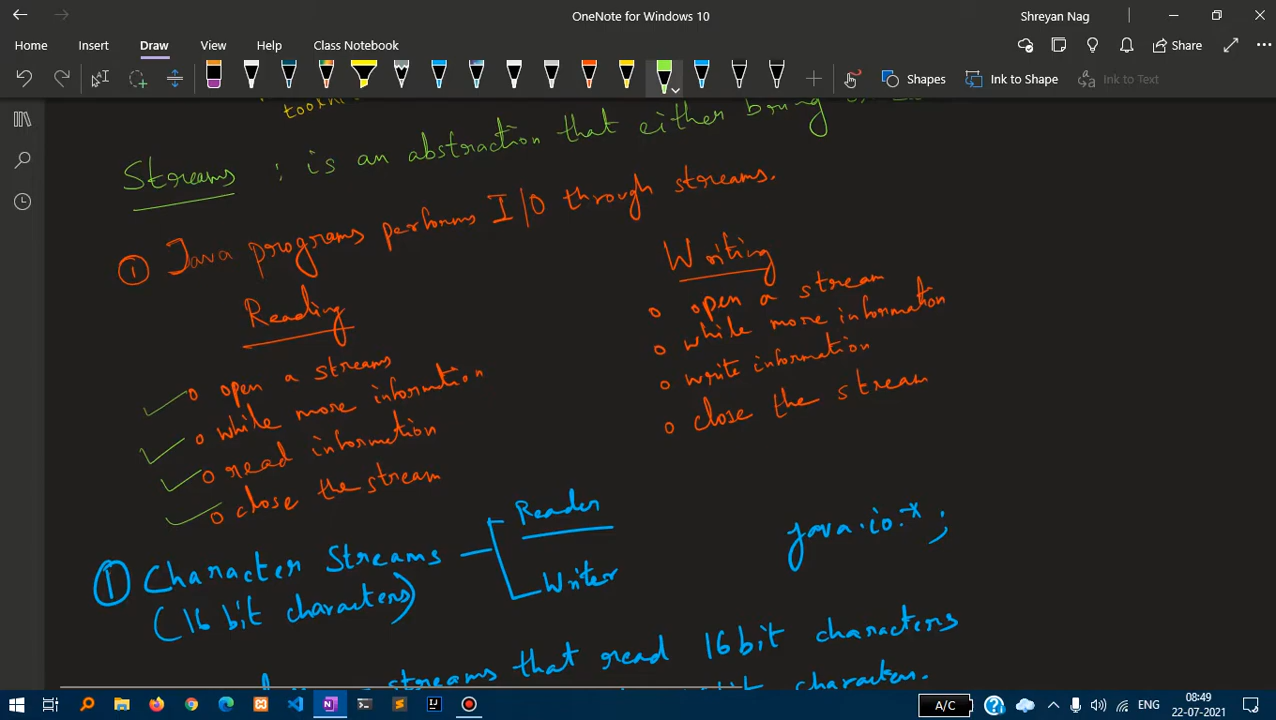 OneNote for Windows 10
Shreyan Nag
Home Insert Draw View Help Class Notebook
Share
Shapes Ink to Shape Ink to Text
Streams : is an abstraction that either bring
① Java programs performs I/O through streams.
Reading
o open a streams
o while more information
o read information
o close the stream
Writing
o open a stream
o while more information
o write information
o close the stream
① Character Streams
(16 bit characters)
Reader
Writer
java.io.*;
streams that read 16 bit characters
bit character.
A/C
ENG
08:49
22-07-2021